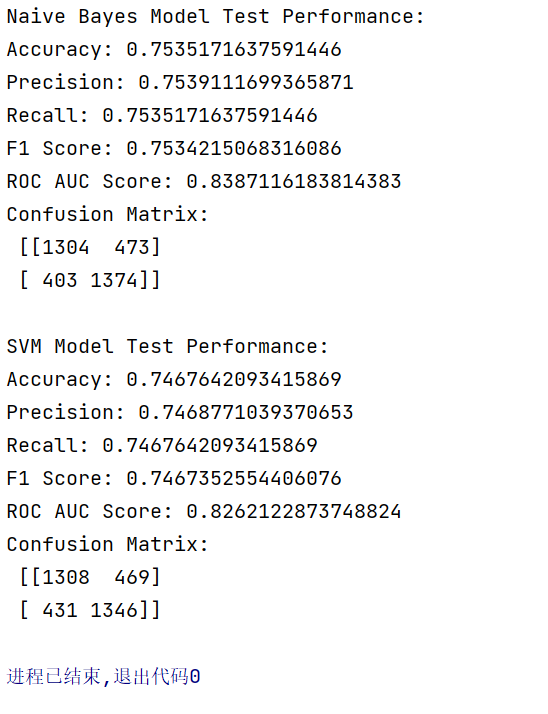 Naive Bayes Model Test Performance:
Accuracy: 0.7535171637591446
Precision: 0.7539111699365871
Recall: 0.7535171637591446
F1 Score: 0.7534215068316086
ROC AUC Score: 0.8387116183814383
Confusion Matrix:
 [[1304  473]
 [ 403 1374]]

SVM Model Test Performance:
Accuracy: 0.7467642093415869
Precision: 0.7468771039370653
Recall: 0.7467642093415869
F1 Score: 0.7467352554406076
ROC AUC Score: 0.8262122873748824
Confusion Matrix:
 [[1308  469]
 [ 431 1346]]

进程已结束,退出代码0